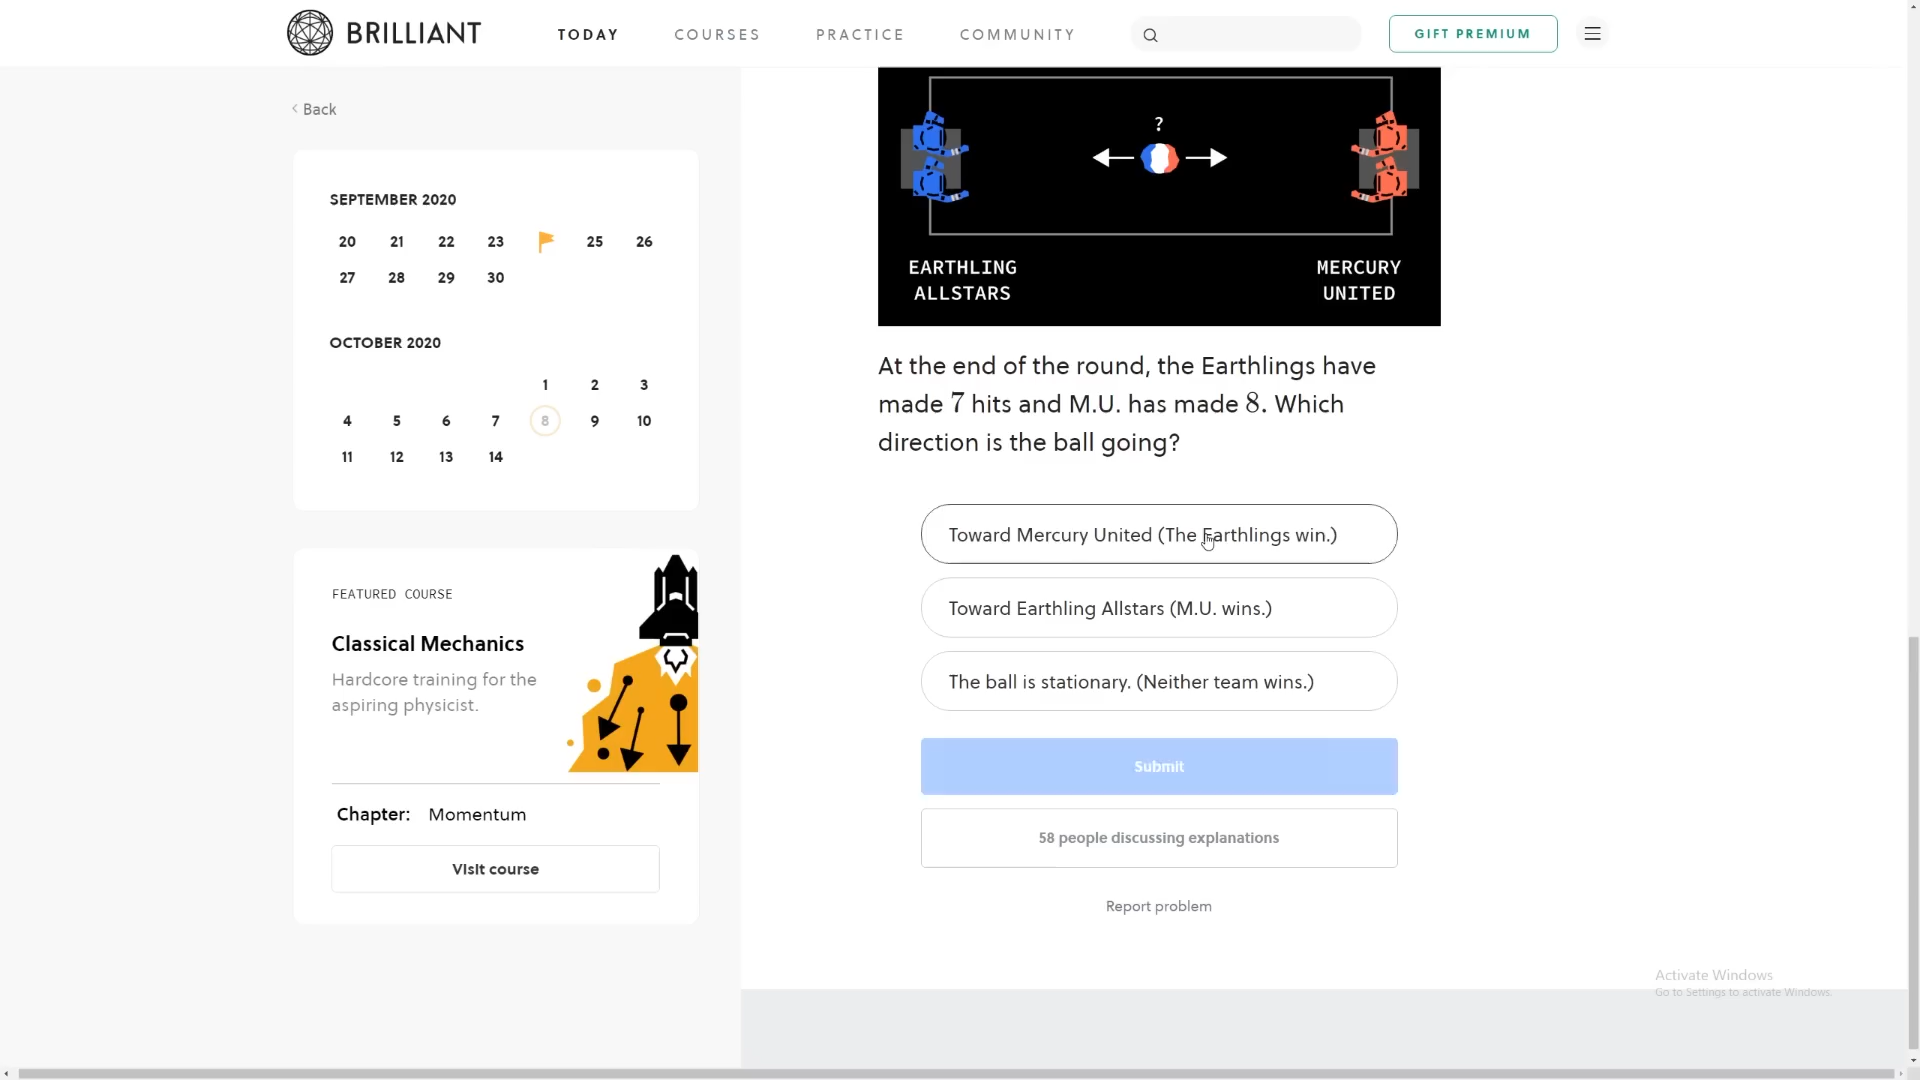 BRILLIANT
TODAY
COURSES
PRACTICE
COMMUNITY
GIFT PREMIUM
< Back
SEPTEMBER 2020
20 21 22 23 25 26
27 28 29 30
OCTOBER 2020
1 2 3
4 5 6 7 8 9 10
11 12 13 14
FEATURED COURSE
Classical Mechanics
Hardcore training for the
aspiring physicist.
Chapter: Momentum
Visit course
?
EARTHLING
ALLSTARS
MERCURY
UNITED
At the end of the round, the Earthlings have
made 7 hits and M.U. has made 8. Which
direction is the ball going?
Toward Mercury United (The Earthlings win.)
Toward Earthling Allstars (M.U. wins.)
The ball is stationary. (Neither team wins.)
Submit
58 people discussing explanations
Report problem
Activate Windows
Go to Settings to activate Windows.